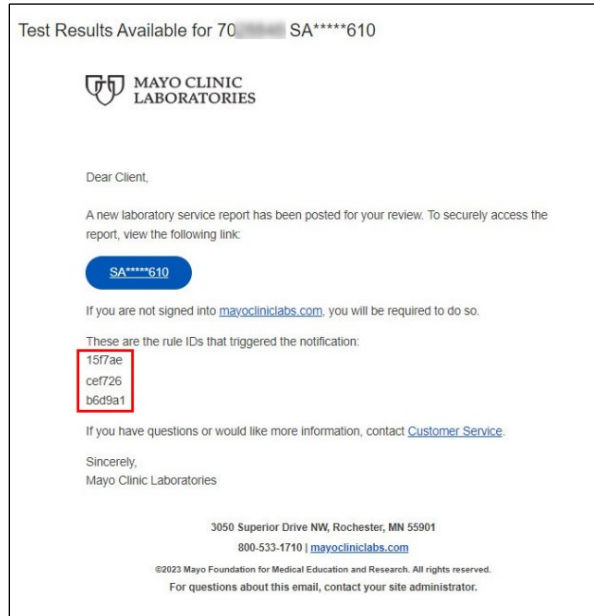 Test Results Available for 70 SA*****610
MAYO CLINIC
LABORATORIES
Dear Client,
A new laboratory service report has been posted for your review. To securely access the
report, view the following link:
SA*****610
If you are not signed into mayocliniclabs.com, you will be required to do so.
These are the rule IDs that triggered the notification:
15f7ae
cef726
b6d9a1
If you have questions or would like more information, contact Customer Service.
Sincerely,
Mayo Clinic Laboratories
3050 Superior Drive NW, Rochester, MN 55901
800-533-1710 | mayocliniclabs.com
©2023 Mayo Foundation for Medical Education and Research. All rights reserved.
For questions about this email, contact your site administrator.